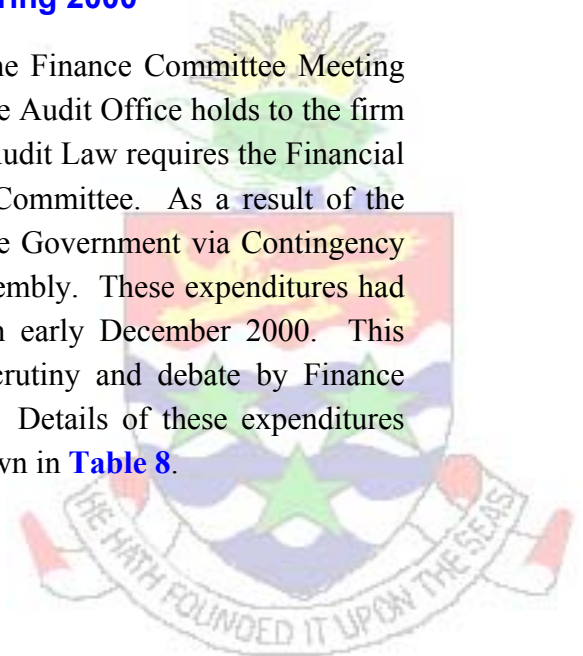 ring 2000
e Finance Committee Meeting
e Audit Office holds to the firm
udit Law requires the Financial
Committee. As a result of the
e Government via Contingency
embly. These expenditures had
n early December 2000. This
crutiny and debate by Finance
Details of these expenditures
wn in Table 8.
HE HATH FOUNDED IT UPON THE SEAS